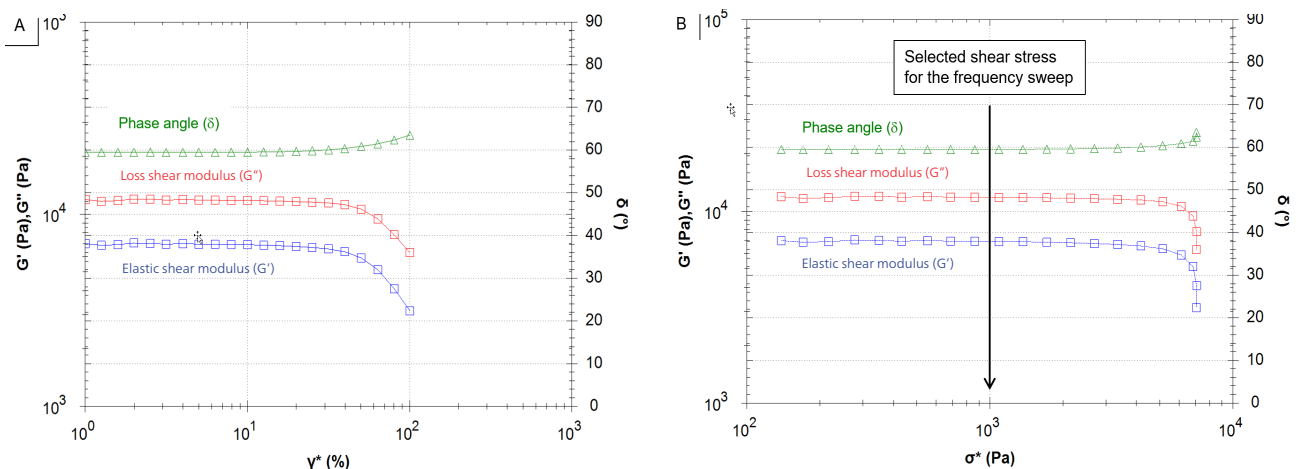 A
10⁵
90
80
70
60
50
40
30
20
10
0
Phase angle (δ)
Loss shear modulus (G″)
10⁴
Elastic shear modulus (G′)
10³
G' (Pa),G'' (Pa)
δ (°)
10⁰
10¹
10²
10³
γ* (%)
B
10⁵
90
80
70
60
50
40
30
20
10
0
Selected shear stress
for the frequency sweep
Phase angle (δ)
Loss shear modulus (G″)
10⁴
Elastic shear modulus (G′)
10³
G' (Pa),G'' (Pa)
δ (°)
10²
10³
10⁴
σ* (Pa)